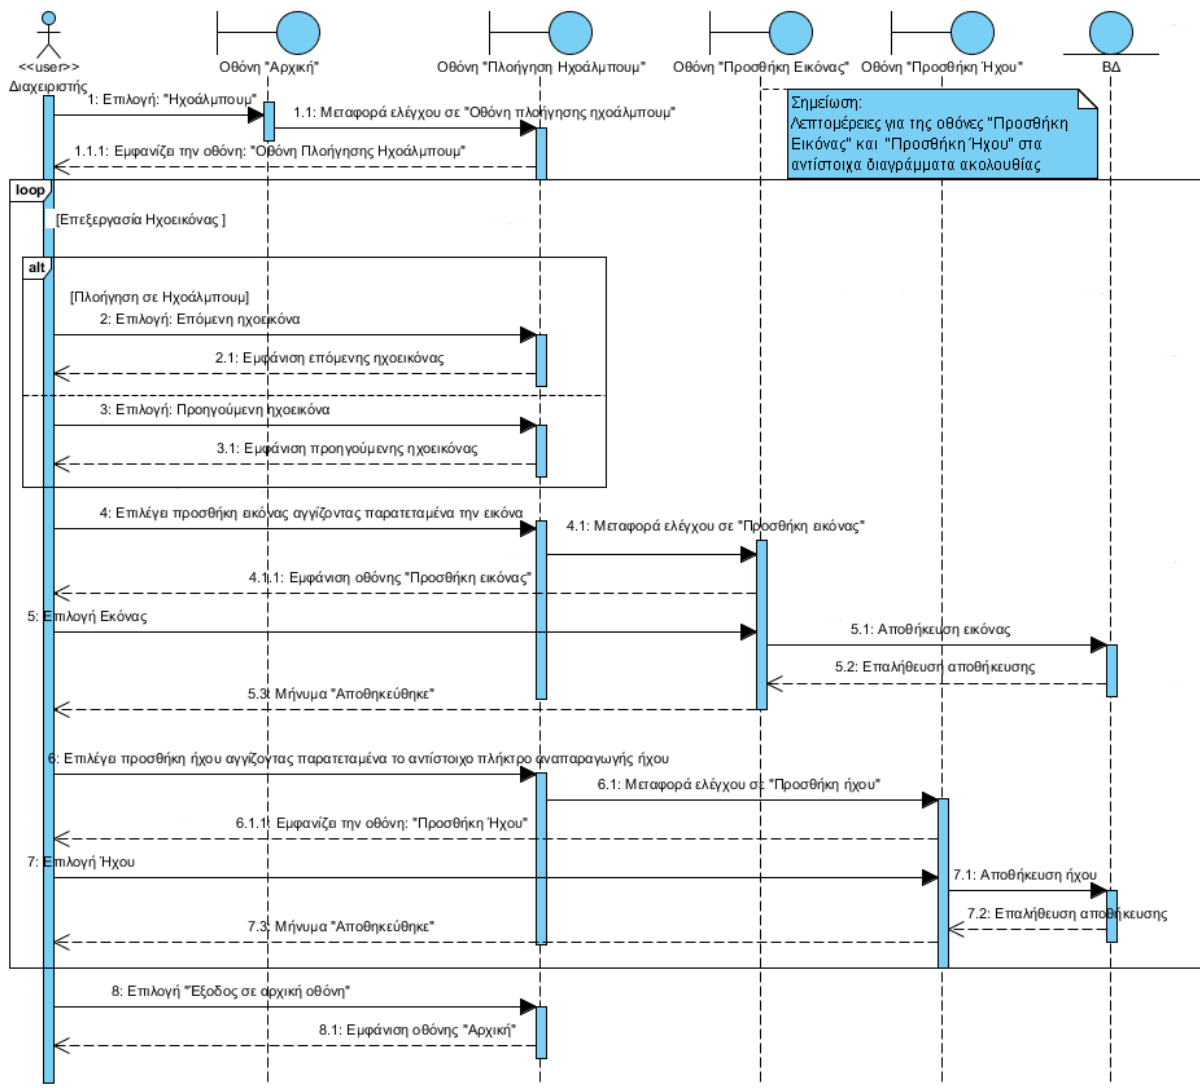 <<user>>
Διαχειριστής
Οθόνη "Αρχική"
Οθόνη "Πλοήγηση Ηχοάλμπουμ"
Οθόνη "Προσθήκη Εικόνας"
Οθόνη "Προσθήκη Ήχου"
ΒΔ
Σημείωση:
Λεπτομέρειες για της οθόνες "Προσθήκη
Εικόνας" και "Προσθήκη Ήχου" στα
αντίστοιχα διαγράμματα ακολουθίας
1: Επιλογή: "Ηχοάλμπουμ"
1.1: Μεταφορά ελέγχου σε "Οθόνη πλοήγησης ηχοάλμπουμ"
1.1.1: Εμφανίζει την οθόνη: "Οθόνη Πλοήγησης Ηχοάλμπουμ"
loop
[Επεξεργασία Ηχοεικόνας ]
alt
[Πλοήγηση σε Ηχοάλμπουμ]
2: Επιλογή: Επόμενη ηχοεικόνα
2.1: Εμφάνιση επόμενης ηχοεικόνας
3: Επιλογή: Προηγούμενη ηχοεικόνα
3.1: Εμφάνιση προηγούμενης ηχοεικόνας
4: Επιλέγει προσθήκη εικόνας αγγίζοντας παρατεταμένα την εικόνα
4.1: Μεταφορά ελέγχου σε "Προσθήκη εικόνας"
4.1.1: Εμφάνιση οθόνης "Προσθήκη εικόνας"
5: Επιλογή Εκόνας
5.1: Αποθήκευση εικόνας
5.2: Επαλήθευση αποθήκευσης
5.3: Μήνυμα "Αποθηκεύθηκε"
6: Επιλέγει προσθήκη ήχου αγγίζοντας παρατεταμένα το αντίστοιχο πλήκτρο αναπαραγωγής ήχου
6.1: Μεταφορά ελέγχου σε "Προσθήκη ήχου"
6.1.1: Εμφανίζει την οθόνη: "Προσθήκη Ήχου"
7: Επιλογή Ήχου
7.1: Αποθήκευση ήχου
7.2: Επαλήθευση αποθήκευσης
7.3: Μήνυμα "Αποθηκεύθηκε"
8: Επιλογή "Έξοδος σε αρχική οθόνη"
8.1: Εμφάνιση οθόνης "Αρχική"